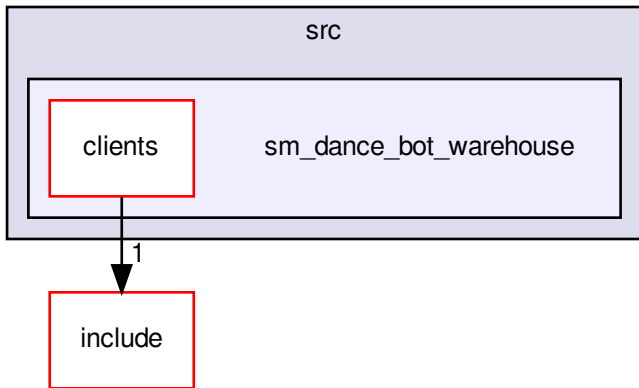 src
clients
sm_dance_bot_warehouse
1
include